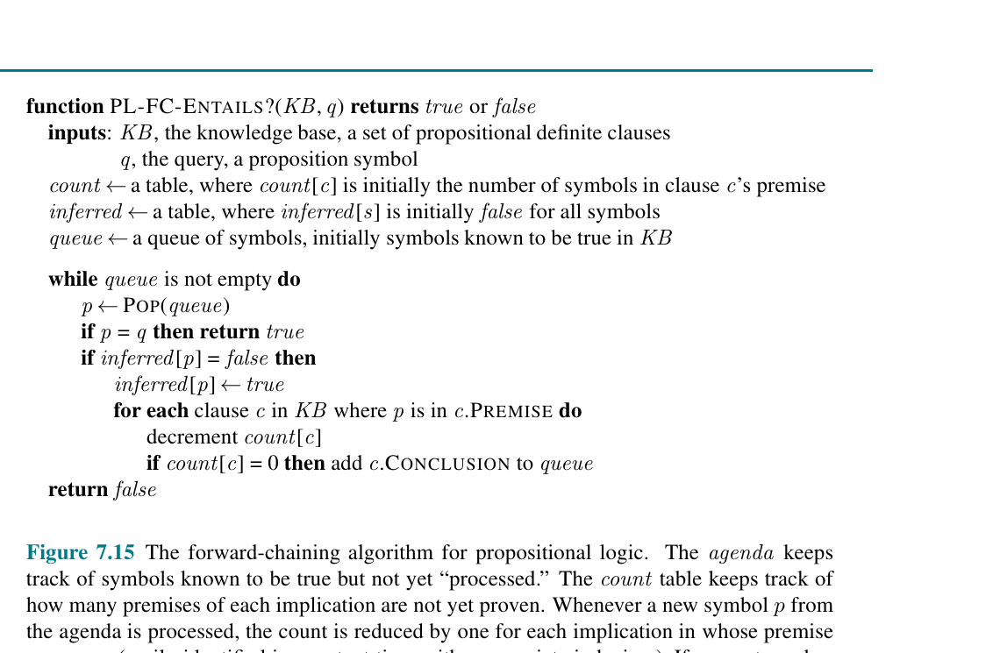 function PL-FC-ENTAILS?(KB, q) returns true or false
inputs: KB, the knowledge base, a set of propositional definite clauses
q, the query, a proposition symbol
count ← a table, where count[c] is initially the number of symbols in clause c's premise
inferred ← a table, where inferred[s] is initially false for all symbols
queue ← a queue of symbols, initially symbols known to be true in KB
while queue is not empty do
p ← POP(queue)
if p = q then return true
if inferred[p] = false then
inferred[p] ← true
for each clause c in KB where p is in c.PREMISE do
decrement count[c]
if count[c] = 0 then add c.CONCLUSION to queue
return false
Figure 7.15 The forward-chaining algorithm for propositional logic. The agenda keeps
track of symbols known to be true but not yet “processed.” The count table keeps track of
how many premises of each implication are not yet proven. Whenever a new symbol p from
the agenda is processed, the count is reduced by one for each implication in whose premise